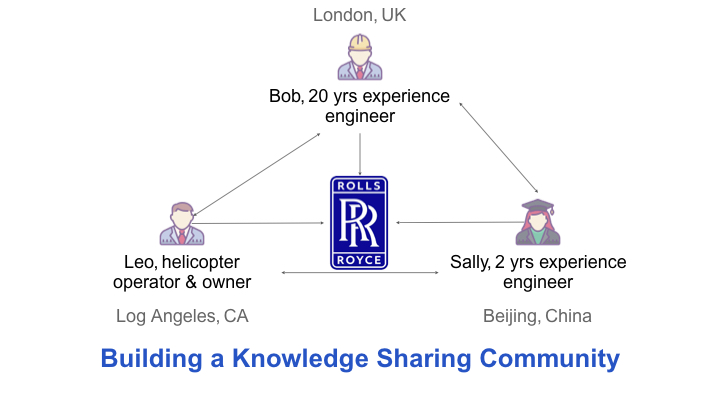 London, UK
Bob, 20 yrs experience
engineer
ROLLS
RR
ROYCE
Leo, helicopter
operator & owner
Sally, 2 yrs experience
engineer
Log Angeles, CA
Beijing, China
Building a Knowledge Sharing Community